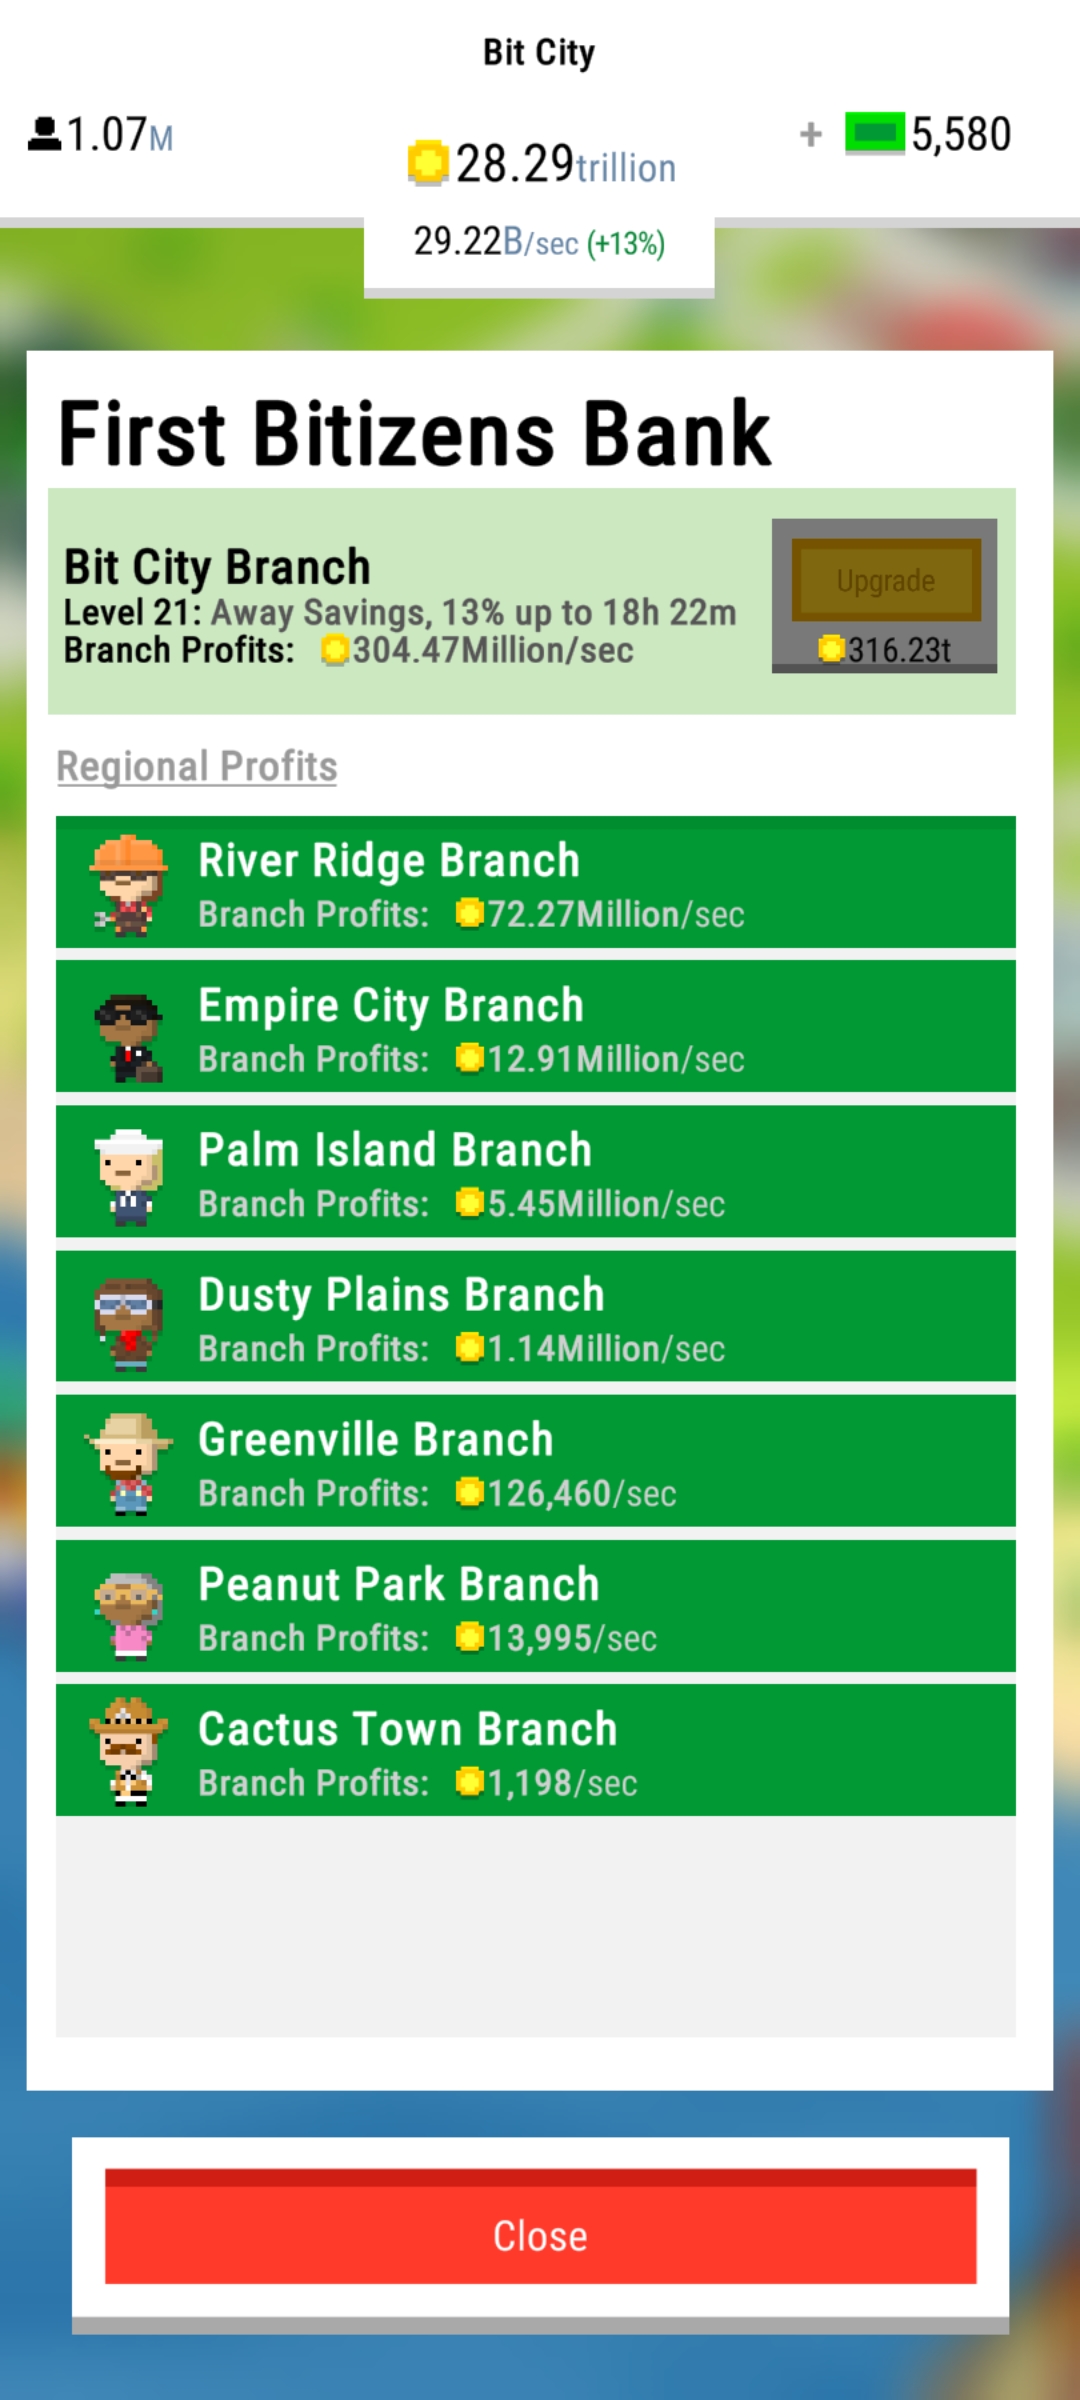 Bit City
1.07M
28.29trillion
+ 5,580
29.22B/sec (+13%)
First Bitizens Bank
Bit City Branch
Level 21: Away Savings, 13% up to 18h 22m
Branch Profits: 304.47Million/sec
Upgrade
316.23t
Regional Profits
River Ridge Branch
Branch Profits: 72.27Million/sec
Empire City Branch
Branch Profits: 12.91Million/sec
Palm Island Branch
Branch Profits: 5.45Million/sec
Dusty Plains Branch
Branch Profits: 1.14Million/sec
Greenville Branch
Branch Profits: 126,460/sec
Peanut Park Branch
Branch Profits: 13,995/sec
Cactus Town Branch
Branch Profits: 1,198/sec
Close